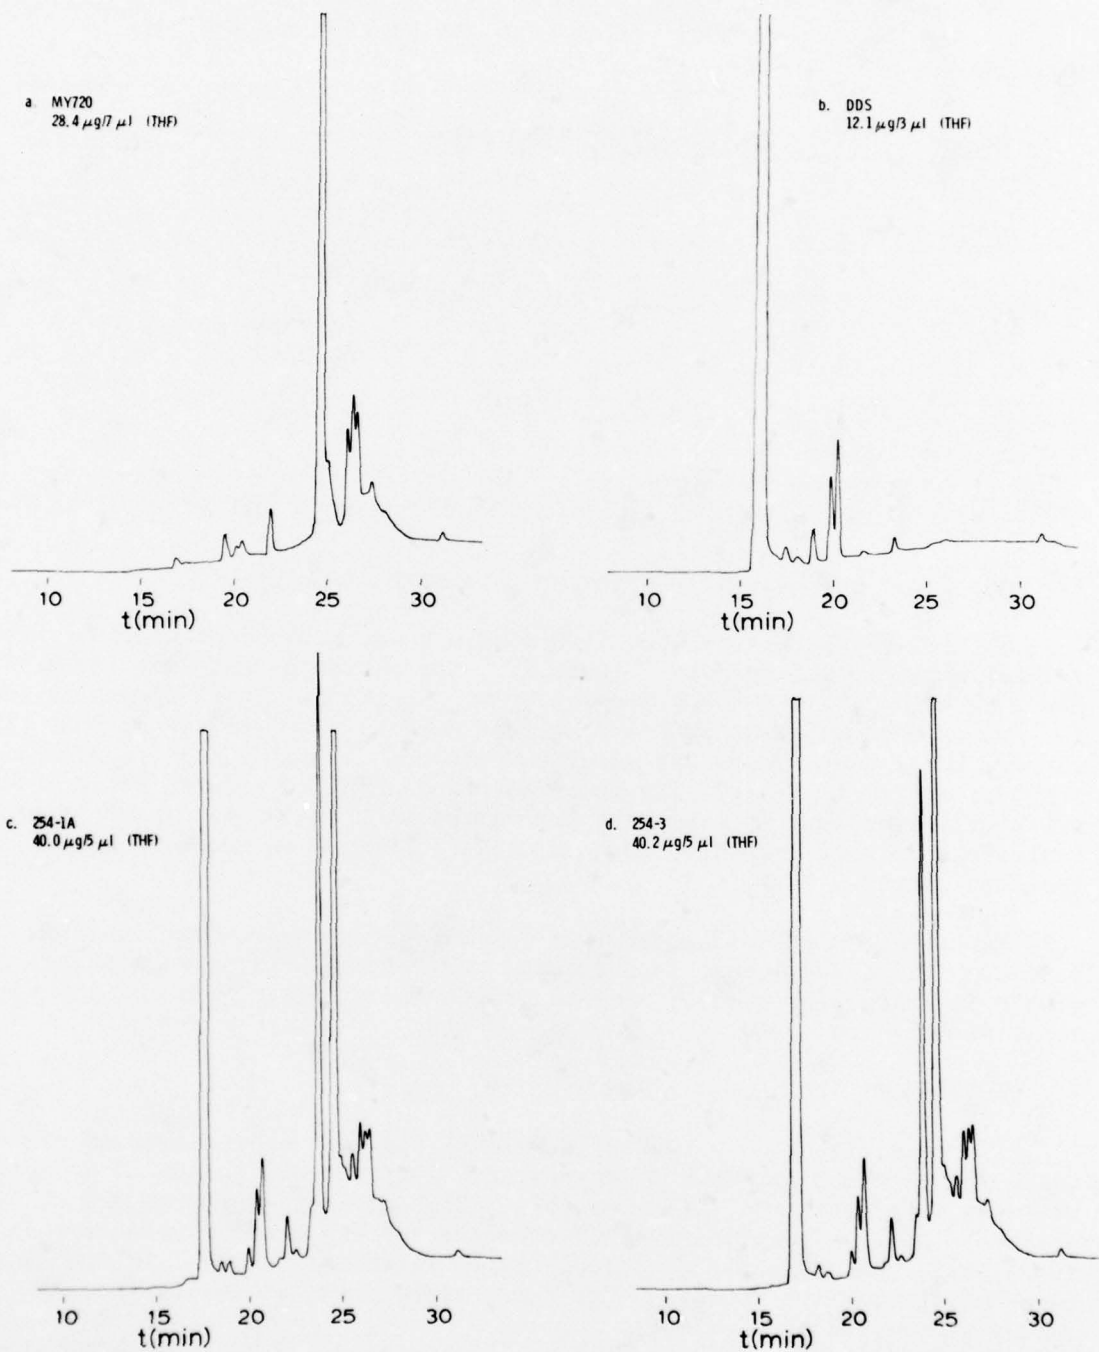 a MY720
28.4 μg/7 μl (THF)
b. DDS
12.1 μg/3 μl (THF)
10 15 20 25 30
t(min)
10 15 20 25 30
t(min)
c. 254-1A
40.0 μg/5 μl (THF)
d. 254-3
40.2 μg/5 μl (THF)
10 15 20 25 30
t(min)
10 15 20 25 30
t(min)